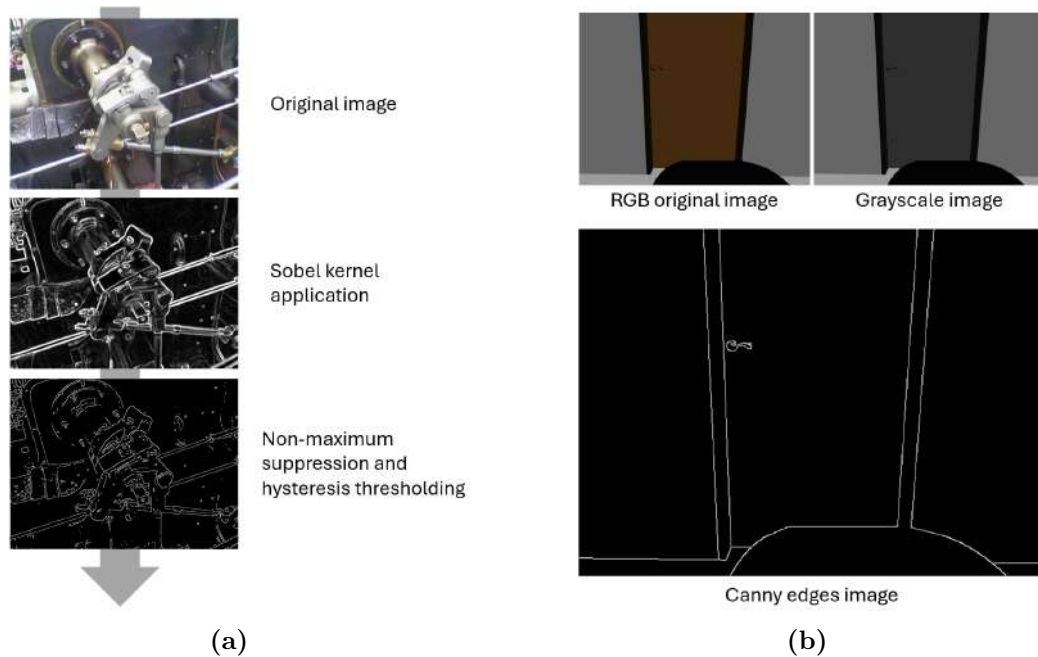 Original image
Sobel kernel
application
Non-maximum
suppression and
hysteresis thresholding
(a)
RGB original image
Grayscale image
Canny edges image
(b)